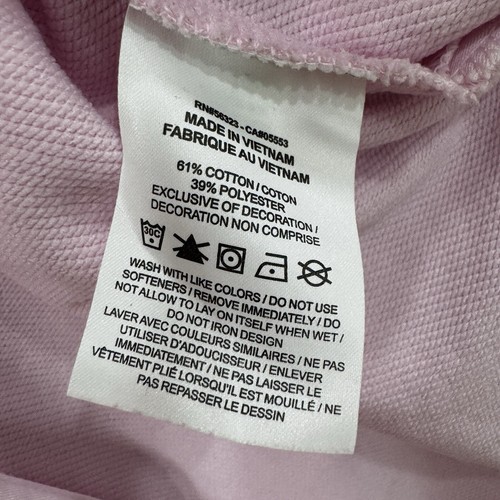 RN#56323 - CA#05553
MADE IN VIETNAM
FABRIQUE AU VIETNAM
61% COTTON / COTON
39% POLYESTER
EXCLUSIVE OF DECORATION /
DECORATION NON COMPRISE
30C
WASH WITH LIKE COLORS / DO NOT USE
SOFTENERS / REMOVE IMMEDIATELY / DO
NOT ALLOW TO LAY ON ITSELF WHEN WET /
DO NOT IRON DESIGN
LAVER AVEC COULEURS SIMILAIRES / NE PAS
UTILISER D'ADOUCISSEUR / ENLEVER
IMMEDIATEMENT / NE PAS LAISSER LE
VÊTEMENT PLIÉ LORSQU'IL EST MOUILLÉ / NE
PAS REPASSER LE DESSIN